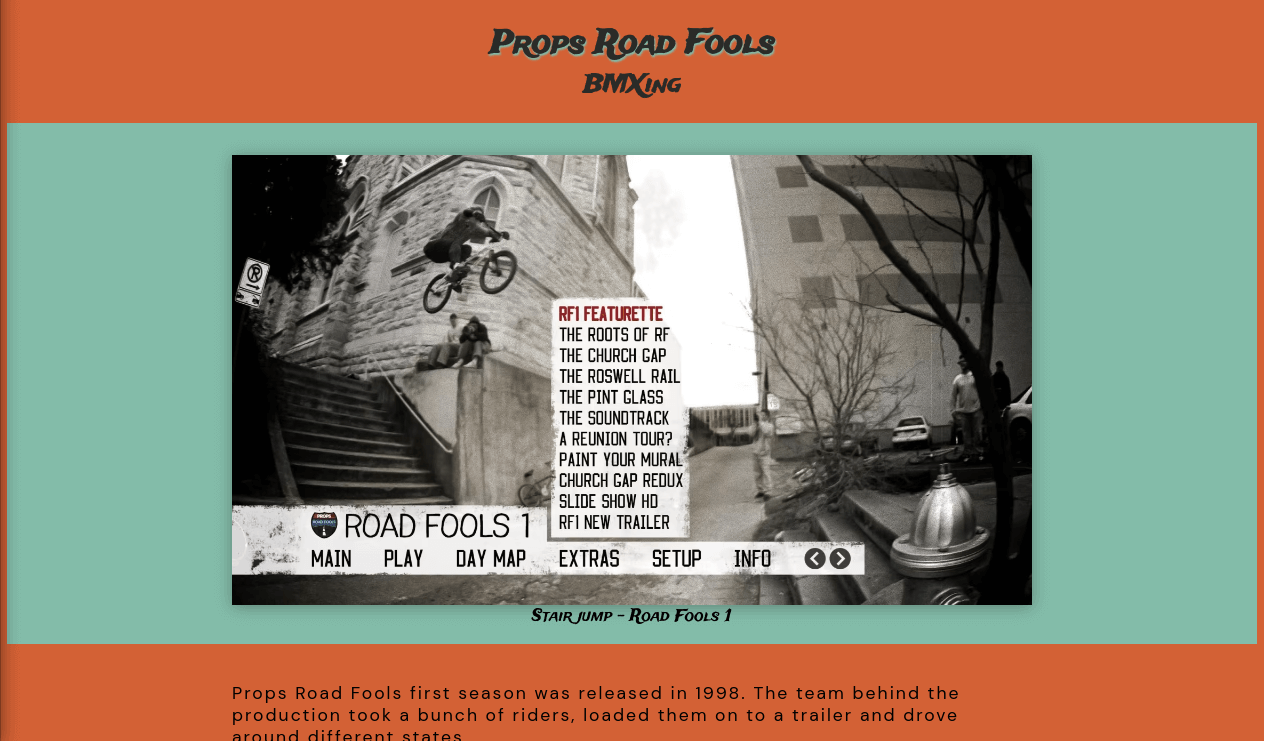 Props Road Fools
BMXing
RF1 FEATURETTE
THE ROOTS OF RF
THE CHURCH GAP
THE ROSWELL RAIL
THE PINT GLASS
THE SOUNDTRACK
A REUNION TOUR?
PAINT YOUR MURAL
CHURCH GAP REDUX
SLIDE SHOW HD
RF1 NEW TRAILER
PROPS
ROAD FOOLS
1
ROAD FOOLS 1
MAIN PLAY DAY MAP EXTRAS SETUP INFO
Stair jump - Road Fools 1
Props Road Fools first season was released in 1998. The team behind the
production took a bunch of riders, loaded them on to a trailer and drove
around different states.